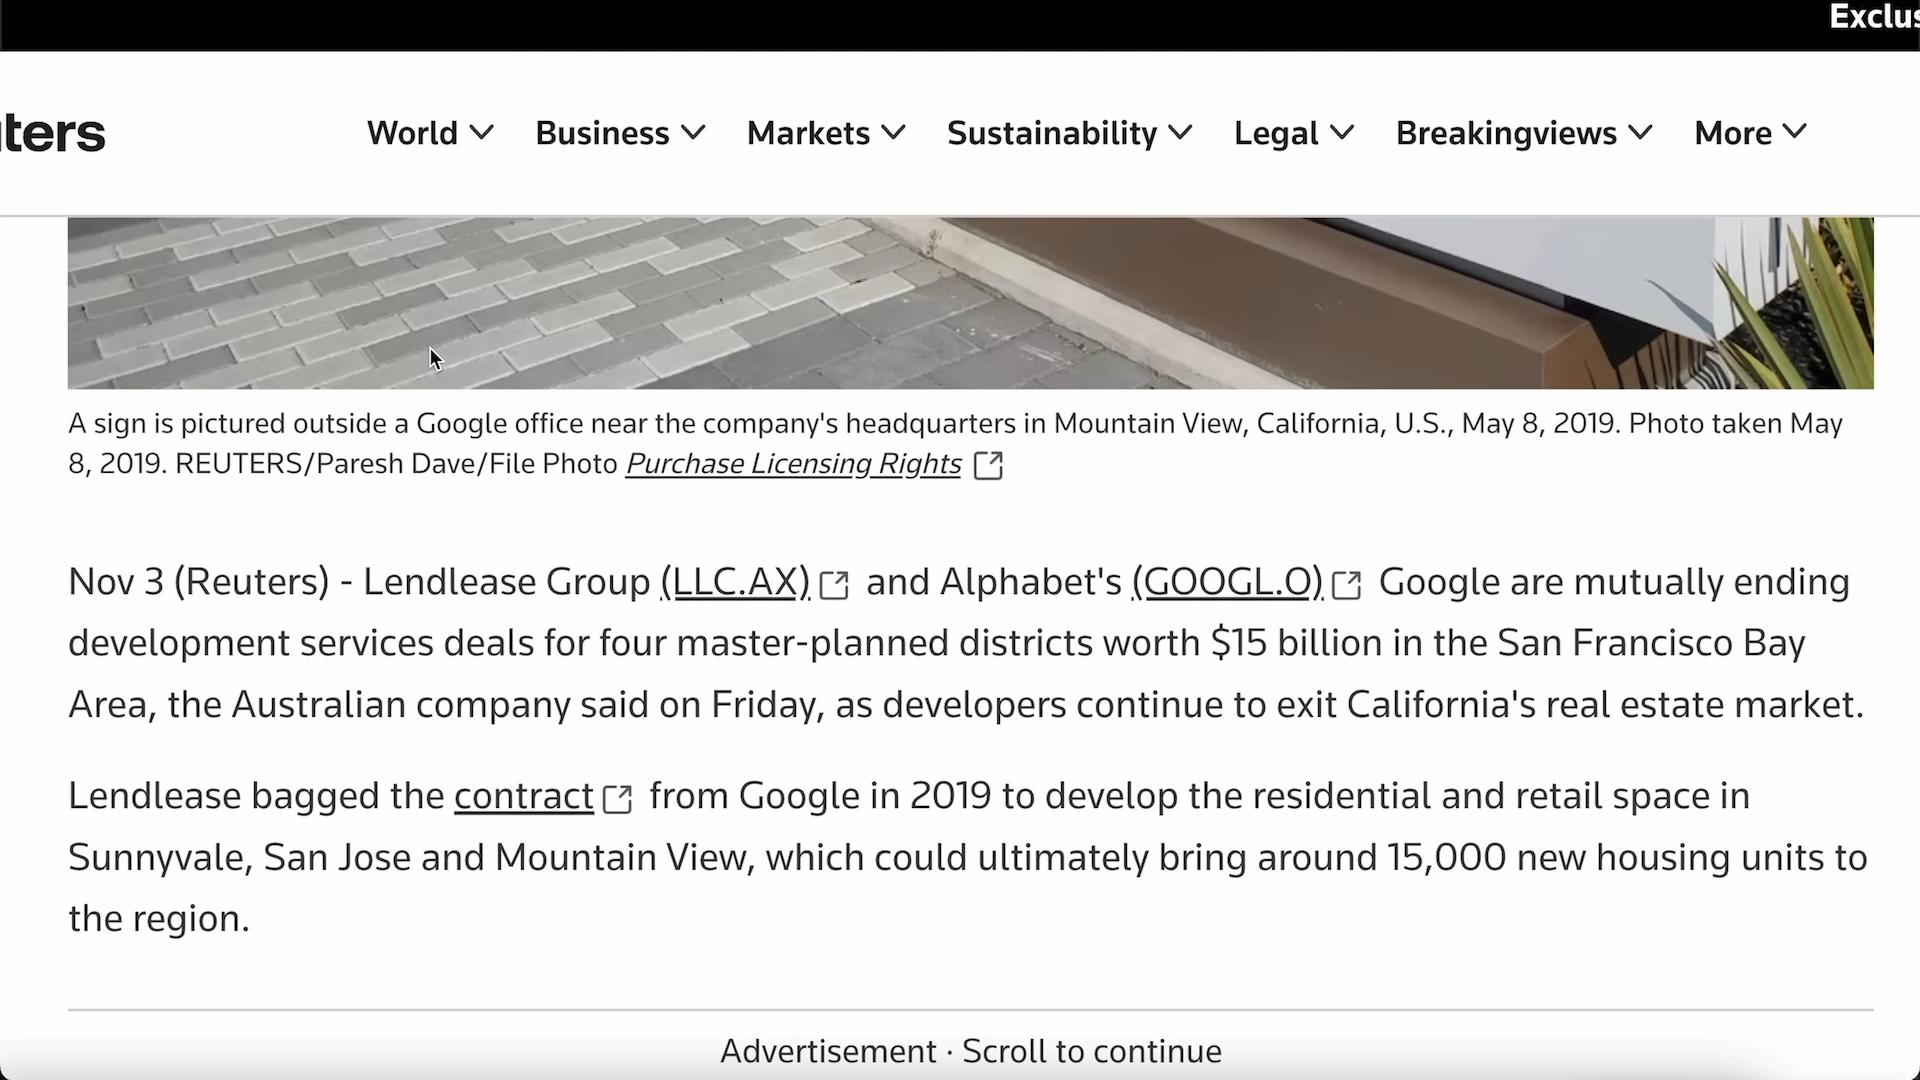 Exclus
ters
World Business Markets Sustainability Legal Breakingviews More
A sign is pictured outside a Google office near the company's headquarters in Mountain View, California, U.S., May 8, 2019. Photo taken May
8, 2019. REUTERS/Paresh Dave/File Photo Purchase Licensing Rights
Nov 3 (Reuters) - Lendlease Group (LLC.AX) and Alphabet's (GOOGL.O) Google are mutually ending
development services deals for four master-planned districts worth $15 billion in the San Francisco Bay
Area, the Australian company said on Friday, as developers continue to exit California's real estate market.
Lendlease bagged the contract from Google in 2019 to develop the residential and retail space in
Sunnyvale, San Jose and Mountain View, which could ultimately bring around 15,000 new housing units to
the region.
Advertisement · Scroll to continue